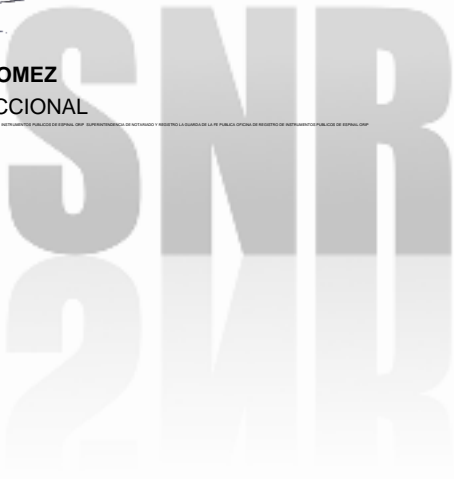 SNR
OMEZ
CCIONAL
INSTRUMENTOS PUBLICOS DE ESPINAL ORIP SUPERINTENDENCIA DE NOTARIADO Y REGISTRO LA GUARDA DE LA FE PUBLICA OFICINA DE REGISTRO DE INSTRUMENTOS PUBLICOS DE ESPINAL ORIP